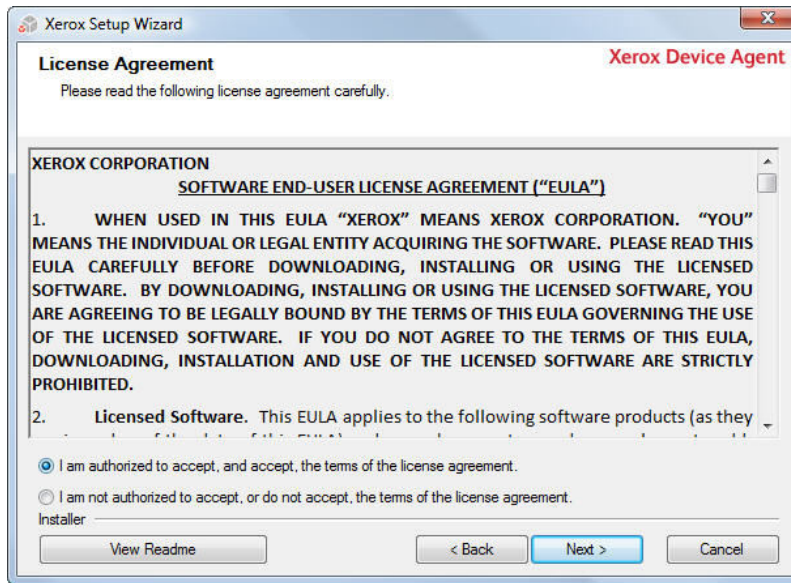 Xerox Setup Wizard
License Agreement
Xerox Device Agent
Please read the following license agreement carefully.
XEROX CORPORATION
SOFTWARE END-USER LICENSE AGREEMENT (“EULA”)
1. WHEN USED IN THIS EULA “XEROX” MEANS XEROX CORPORATION. “YOU”
MEANS THE INDIVIDUAL OR LEGAL ENTITY ACQUIRING THE SOFTWARE. PLEASE READ THIS
EULA CAREFULLY BEFORE DOWNLOADING, INSTALLING OR USING THE LICENSED
SOFTWARE. BY DOWNLOADING, INSTALLING OR USING THE LICENSED SOFTWARE, YOU
ARE AGREEING TO BE LEGALLY BOUND BY THE TERMS OF THIS EULA GOVERNING THE USE
OF THE LICENSED SOFTWARE. IF YOU DO NOT AGREE TO THE TERMS OF THIS EULA,
DOWNLOADING, INSTALLATION AND USE OF THE LICENSED SOFTWARE ARE STRICTLY
PROHIBITED.
2. Licensed Software. This EULA applies to the following software products (as they
I am authorized to accept, and accept, the terms of the license agreement.
I am not authorized to accept, or do not accept, the terms of the license agreement.
Installer
View Readme
< Back
Next >
Cancel